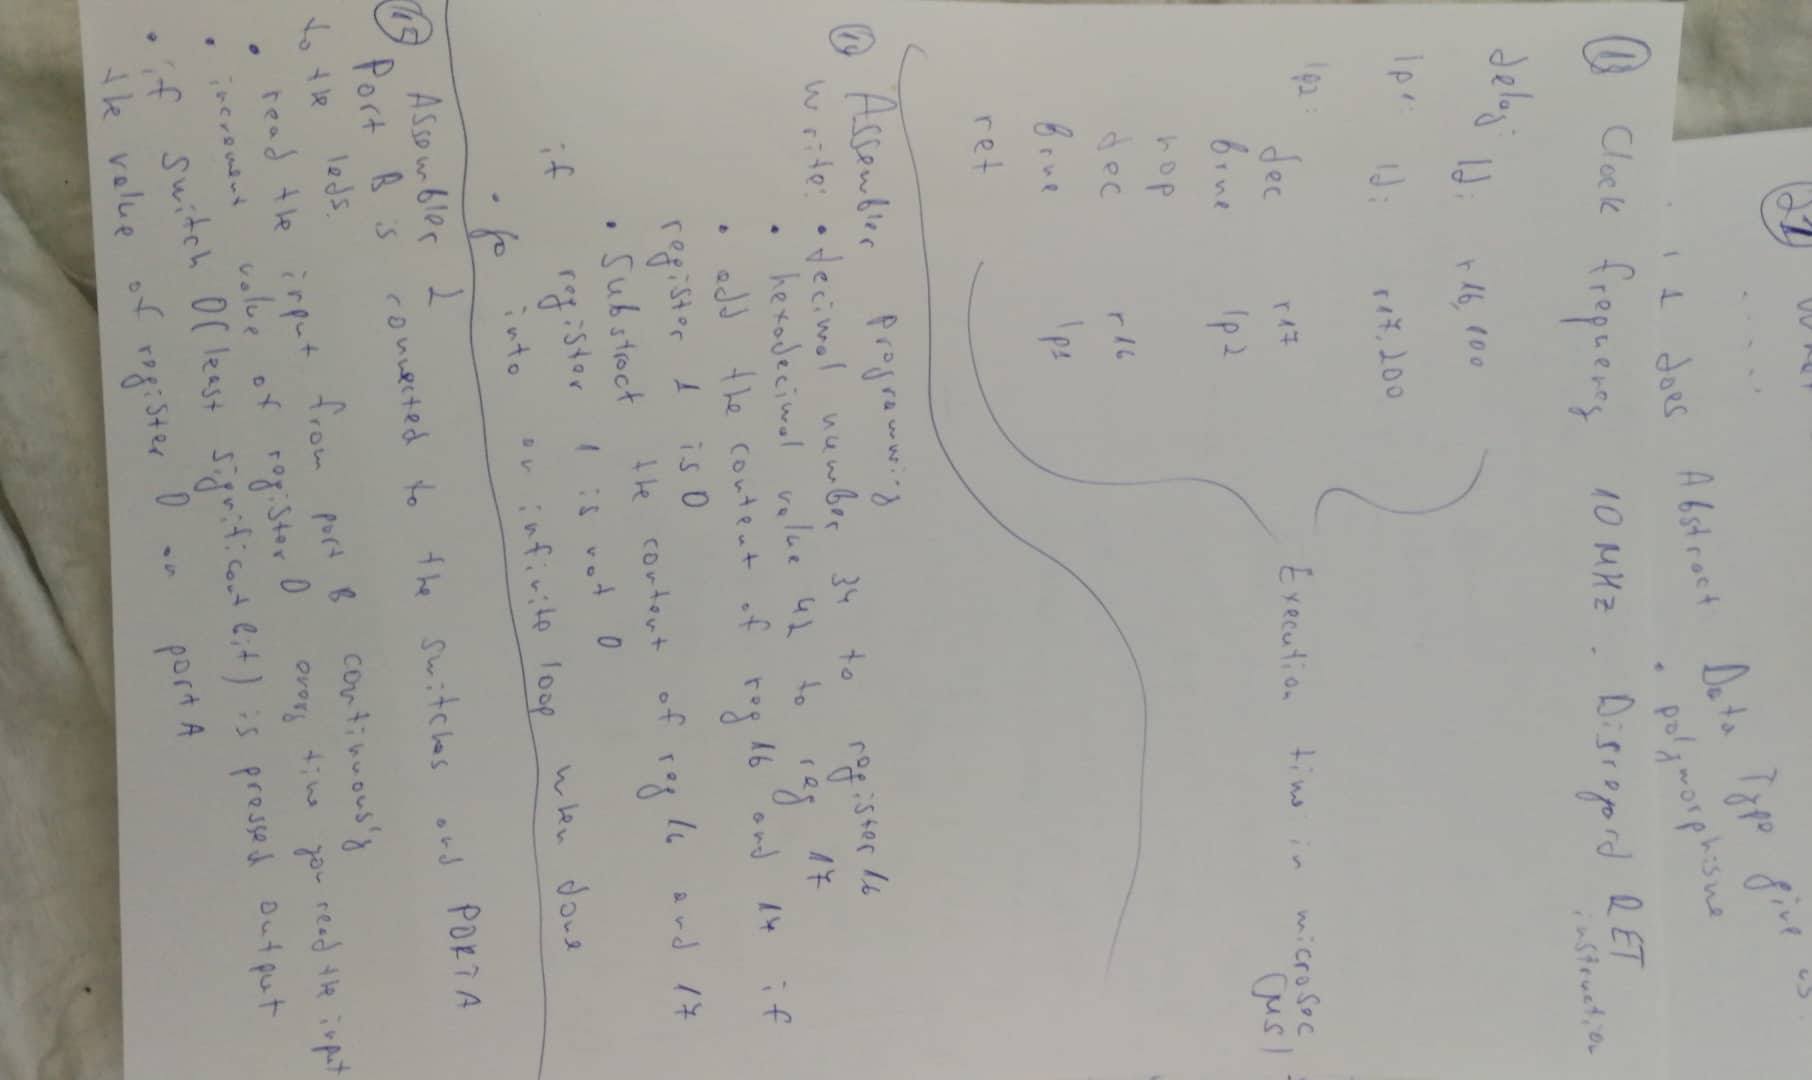 21
.....
does Abstract Data Type give us
• polymorphisme
13 Clock frequency 10 MHz. Disregard RET
instruction
delay:
ldi r16, 100
lp1:
ldi r17, 200
lp2:
dec r17
brne lp2
nop
dec r16
brne lp1
ret
Execution time in microsec
(μs)
14 Assembler programming
write: • decimal number 34 to register 16
• hexadecimal value 42 to reg 17
• add the content of reg 16 and 17 if
register 1 is 0
• Substract the content of reg 16 and 17
if register 1 is not 0
• go into an infinite loop when done
15 Assembler 2
Port B is connected to the switches and PORTA
to the leds.
• read the input from port B continuously
• increment value of register 0 every time you read the input
• if switch 0 (least significant bit) is pressed output
the value of register 0 on port A